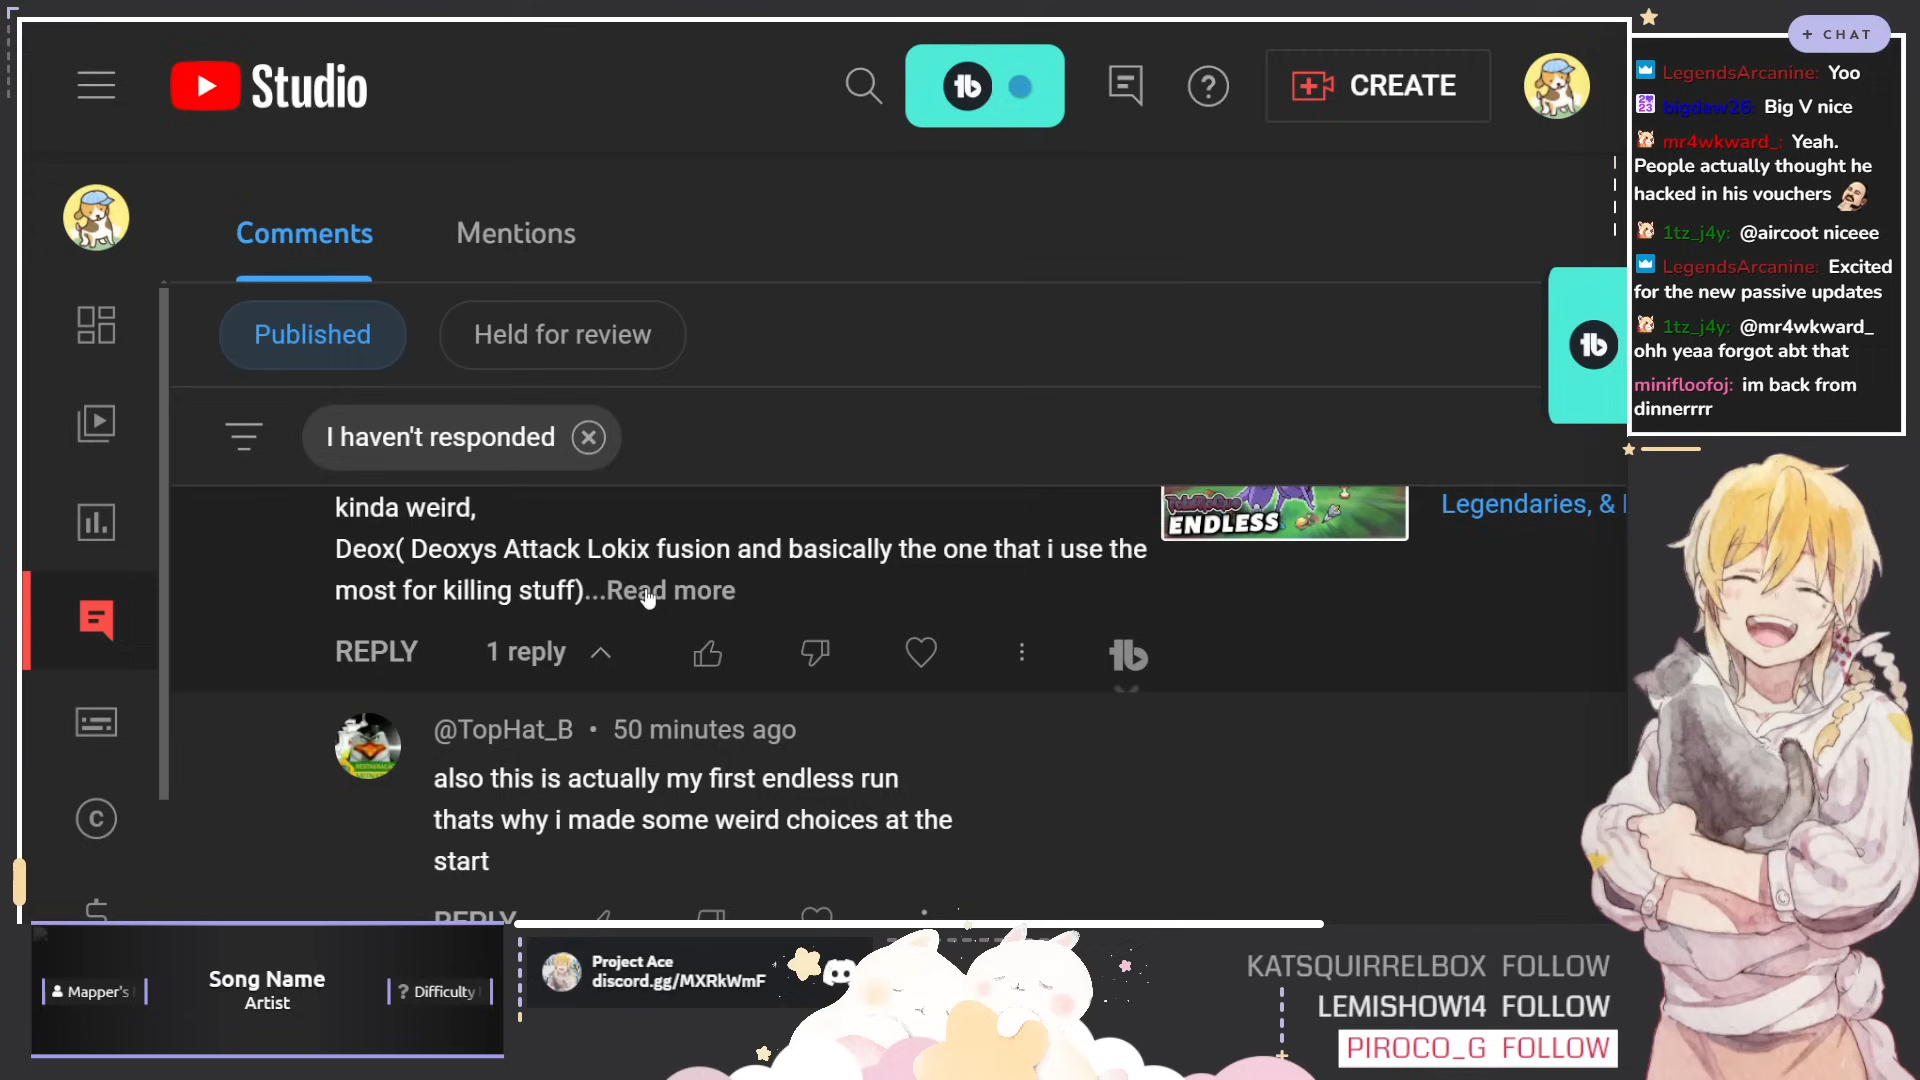 Studio
CREATE
Comments
Mentions
Published
Held for review
I haven't responded
kinda weird,
Deox( Deoxys Attack Lokix fusion and basically the one that i use the
most for killing stuff)...Read more
ENDLESS
Legendaries, &
REPLY
1 reply
@TopHat_B • 50 minutes ago
also this is actually my first endless run
thats why i made some weird choices at the
start
REPLY
+ CHAT
LegendsArcanine: Yoo
bigdaw26: Big V nice
mr4wkward_: Yeah.
People actually thought he
hacked in his vouchers
1tz_j4y: @aircoot niceee
LegendsArcanine: Excited
for the new passive updates
1tz_j4y: @mr4wkward_
ohh yeaa forgot abt that
minifloofoj: im back from
dinnerrrr
Mapper's
Song Name
Artist
? Difficulty
Project Ace
discord.gg/MXRkWmF
KATSQUIRRELBOX FOLLOW
LEMISHOW14 FOLLOW
PIROCO_G FOLLOW